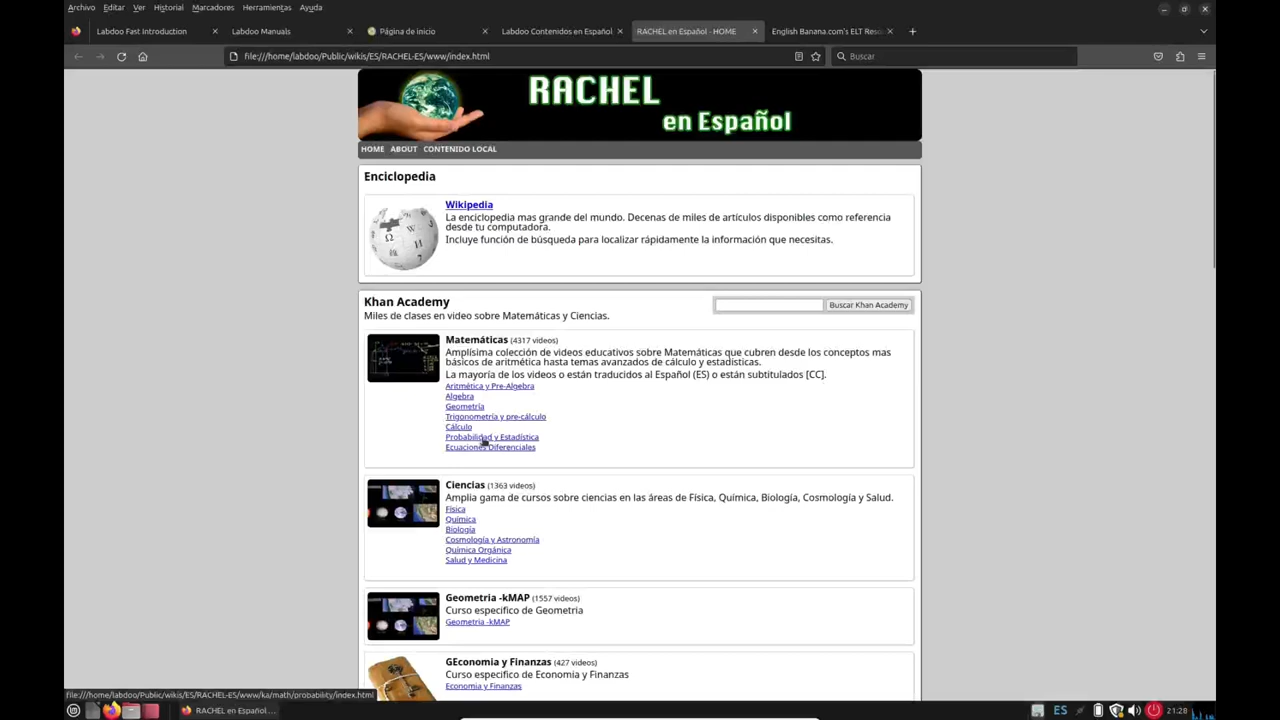 Archivo Editar Ver Historial Marcadores Herramientas Ayuda
Labdoo Fast Introduction
Labdoo Manuals
Página de inicio
Labdoo Contenidos en Español
RACHEL en Español - HOME
English Banana.com's ELT Reso
file:///home/labdoo/Public/wikis/ES/RACHEL-ES/www/index.html
Buscar
RACHEL
en Español
HOME ABOUT CONTENIDO LOCAL
Enciclopedia
Wikipedia
La enciclopedia mas grande del mundo. Decenas de miles de artículos disponibles como referencia
desde tu computadora.
Incluye función de búsqueda para localizar rápidamente la información que necesitas.
Khan Academy
Buscar Khan Academy
Miles de clases en video sobre Matemáticas y Ciencias.
Matemáticas (4317 videos)
Amplísima colección de videos educativos sobre Matemáticas que cubren desde los conceptos mas
básicos de aritmética hasta temas avanzados de cálculo y estadísticas.
La mayoría de los videos o están traducidos al Español (ES) o están subtitulados [CC].
Aritmética y Pre-Algebra
Algebra
Geometría
Trigonometría y pre-cálculo
Cálculo
Probabilidad y Estadística
Ecuaciones Diferenciales
Ciencias (1363 videos)
Amplia gama de cursos sobre ciencias en las áreas de Física, Química, Biología, Cosmología y Salud.
Física
Química
Biología
Cosmología y Astronomía
Química Orgánica
Salud y Medicina
Geometria -kMAP (1557 videos)
Curso especifico de Geometria
Geometria -kMAP
GEconomia y Finanzas (427 videos)
Curso especifico de Economia y Finanzas
Economia y Finanzas
file:///home/labdoo/Public/wikis/ES/RACHEL-ES/www/ka/math/probability/index.html
RACHEL en Español ...
ES
21:28